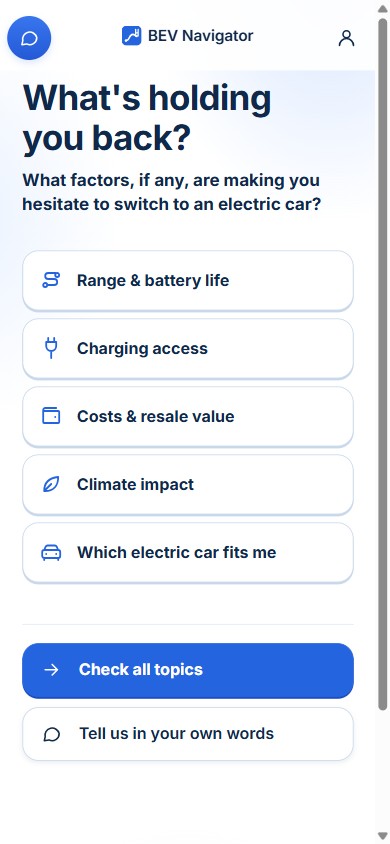 BEV Navigator
What's holding
you back?
What factors, if any, are making you
hesitate to switch to an electric car?
Range & battery life
Charging access
Costs & resale value
Climate impact
Which electric car fits me
Check all topics
Tell us in your own words